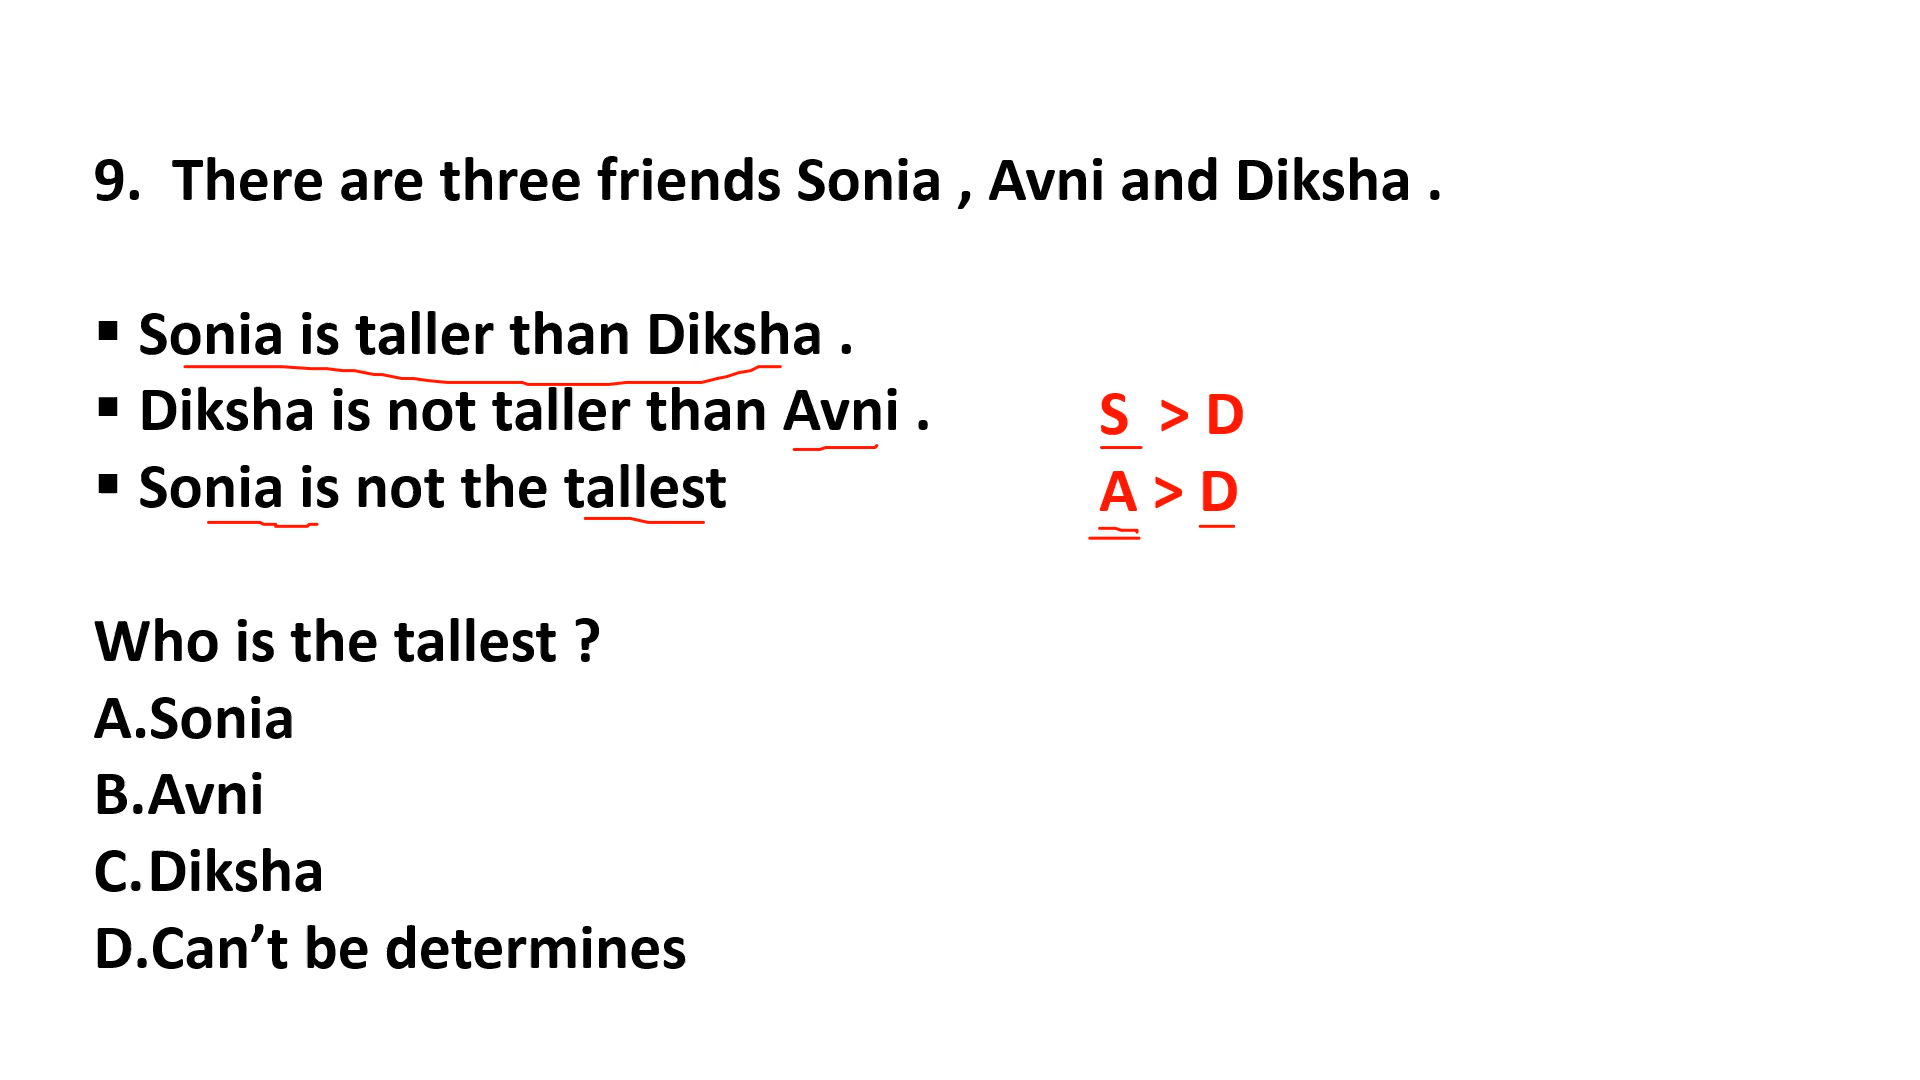 9. There are three friends Sonia , Avni and Diksha .
▪ Sonia is taller than Diksha .
▪ Diksha is not taller than Avni .
S > D
▪ Sonia is not the tallest
A > D
Who is the tallest ?
A.Sonia
B.Avni
C.Diksha
D.Can’t be determines